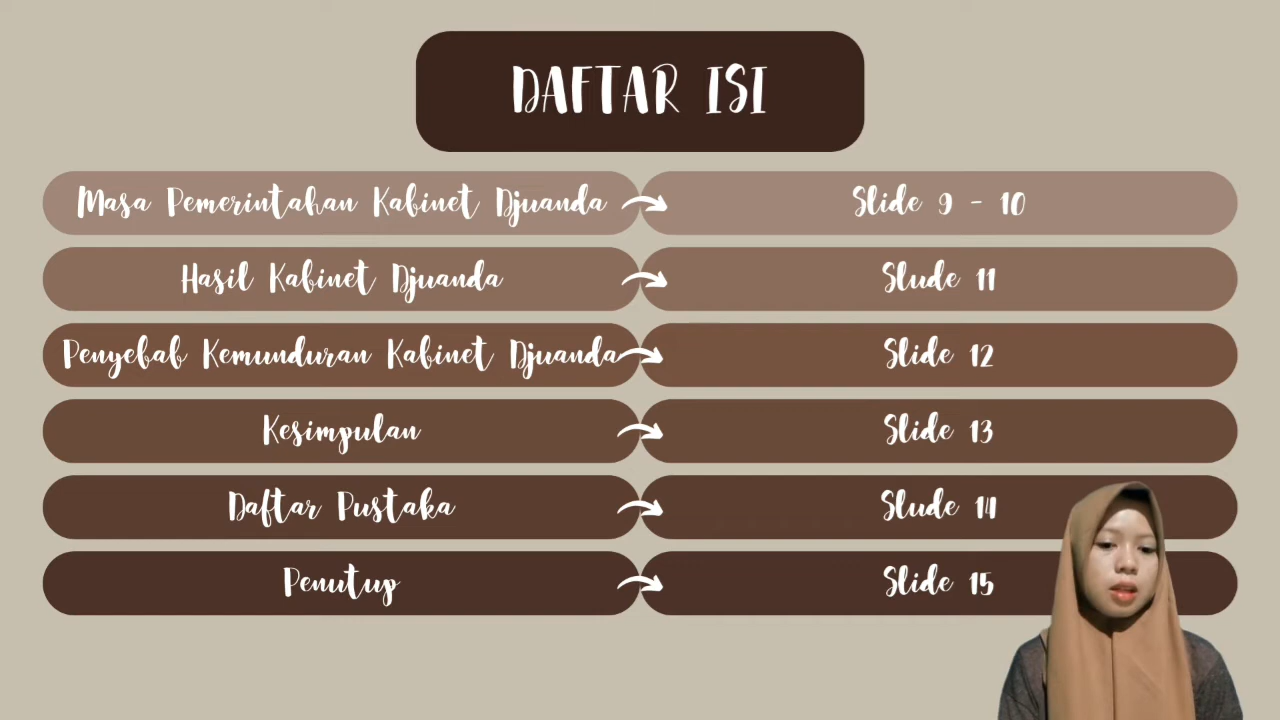 DAFTAR ISI
Masa Pemerintahan Kabinet Djuanda Slide 9 - 10
Hasil Kabinet Djuanda Slude 11
Penyebab Kemunduran Kabinet Djuanda Slide 12
Kesimpulan Slide 13
Daftar Pustaka Slude 14
Penutup Slide 15